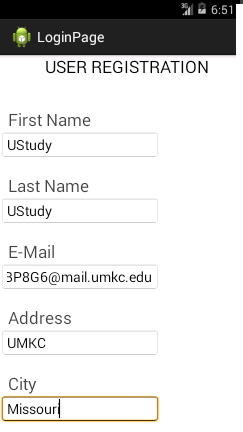 3G 6:51
LoginPage
USER REGISTRATION
First Name
UStudy
Last Name
UStudy
E-Mail
3P8G6@mail.umkc.edu
Address
UMKC
City
Missouri